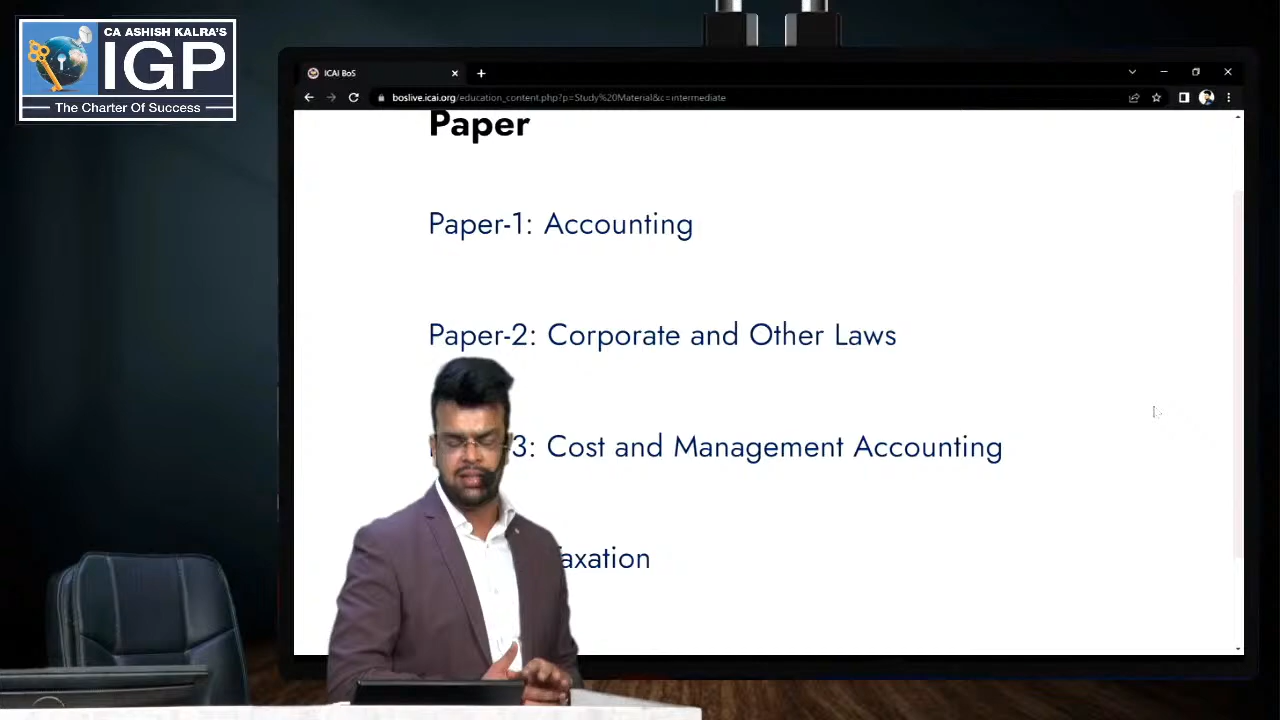 CA ASHISH KALRA'S
IGP
The Charter Of Success
ICAI BoS
boslive.icai.org/education_content.php?p=Study%20Material&c=intermediate
Paper
Paper-1: Accounting
Paper-2: Corporate and Other Laws
3: Cost and Management Accounting
axation